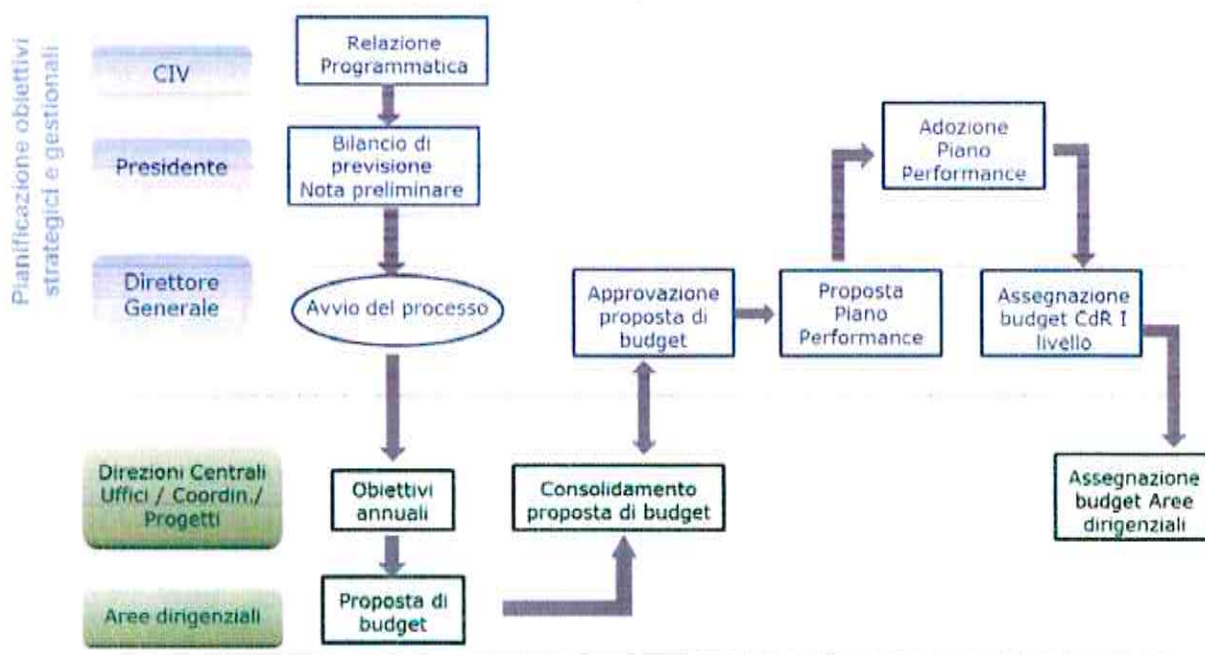 Pianificazione obiettivi
strategici e gestionali
CIV
Relazione
Programmatica
Presidente
Bilancio di
previsione
Nota preliminare
Adozione
Piano
Performance
Direttore
Generale
Avvio del processo
Approvazione
proposta di
budget
Proposta
Piano
Performance
Assegnazione
budget CdR I
livello
Direzioni Centrali
Uffici / Coordin./
Progetti
Obiettivi
annuali
Consolidamento
proposta di budget
Assegnazione
budget Aree
dirigenziali
Aree dirigenziali
Proposta di
budget